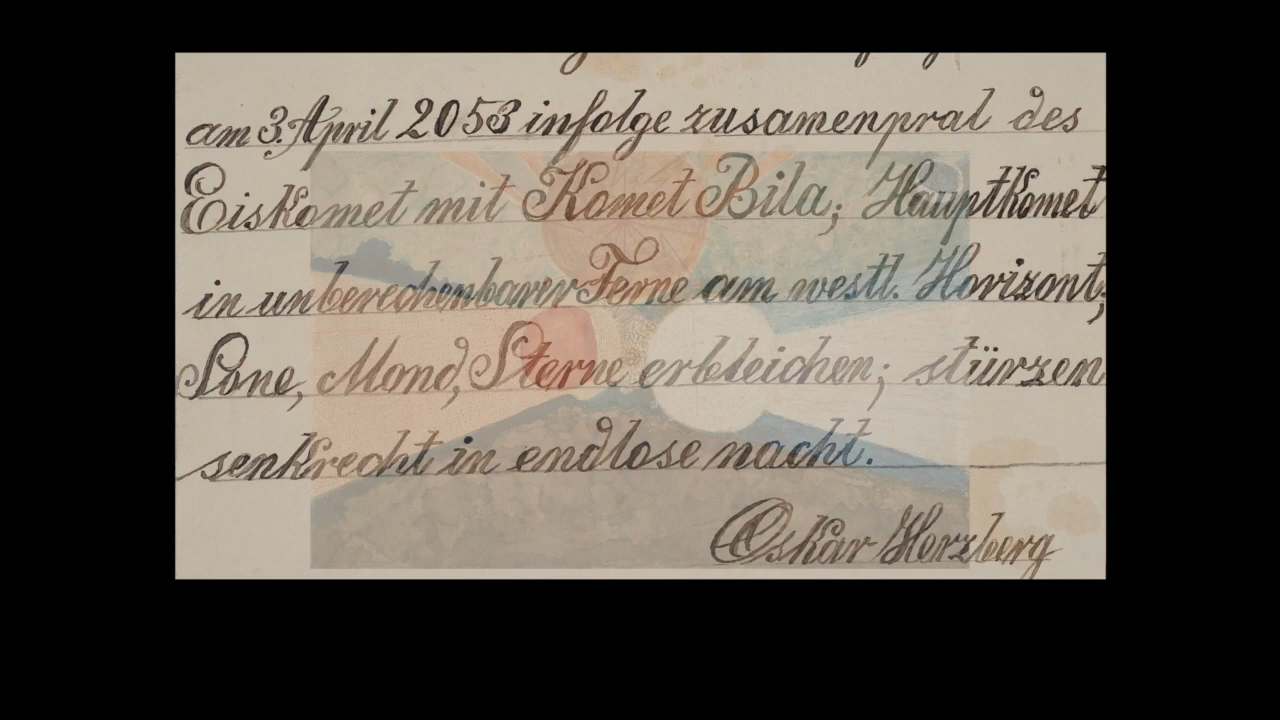 am 3. April 2053 infolge zusamenpral des
Eiskomet mit Komet Bila; Hauptkomet
in unberechenbarer Ferne am westl. Horizont;
Sone, Mond, Sterne erbleichen; stürzen
senkrecht in endlose nacht.
Oskar Herzberg